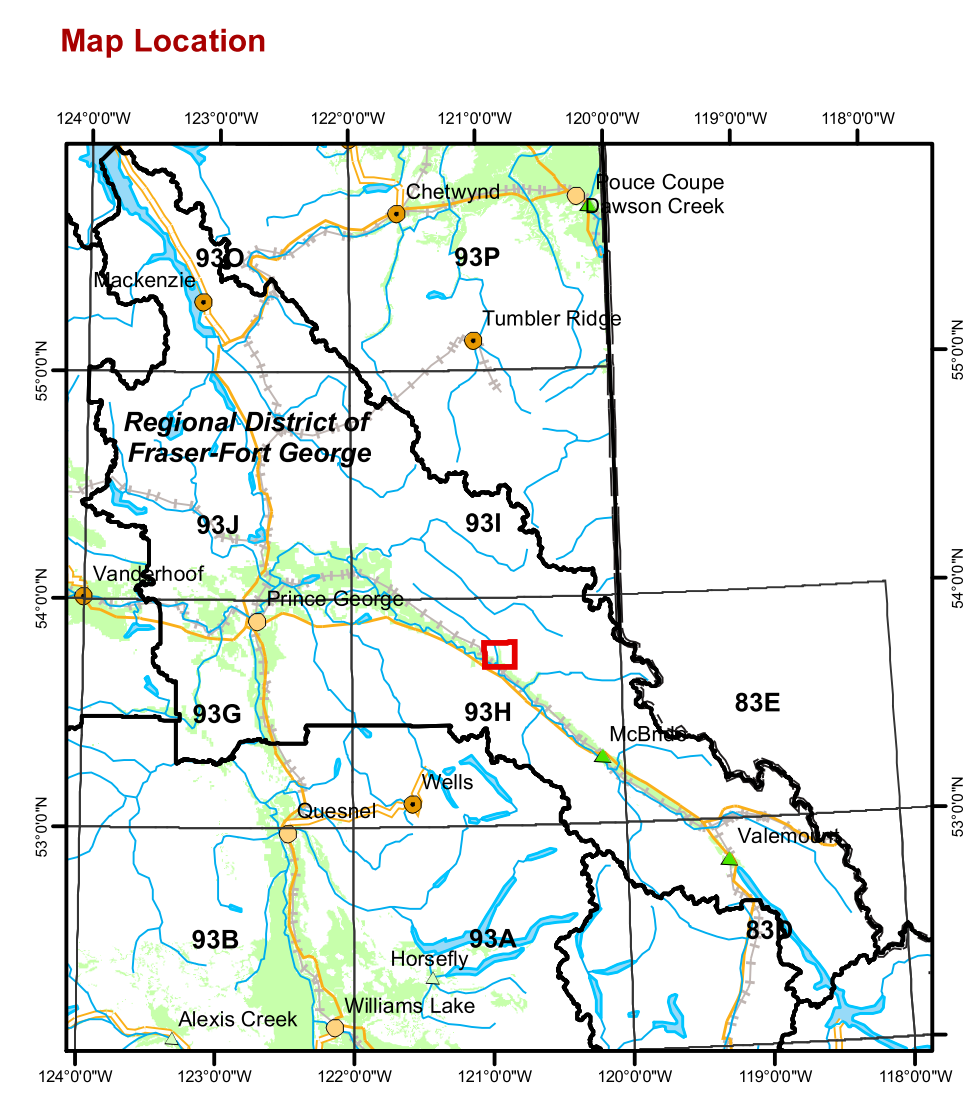 Map Location
124°0'0"W 123°0'0"W 122°0'0"W 121°0'0"W 120°0'0"W 119°0'0"W 118°0'0"W
Chetwynd
Pouce Coupe
Dawson Creek
93O
93P
Mackenzie
Tumbler Ridge
55°0'0"N
55°0'0"N
Regional District of
Fraser-Fort George
93J
93I
Vanderhoof
54°0'0"N
54°0'0"N
Prince George
93G
93H
83E
McBride
Wells
Quesnel
53°0'0"N
53°0'0"N
Valemount
93B
93A
83D
Horsefly
Williams Lake
Alexis Creek
124°0'0"W 123°0'0"W 122°0'0"W 121°0'0"W 120°0'0"W 119°0'0"W 118°0'0"W